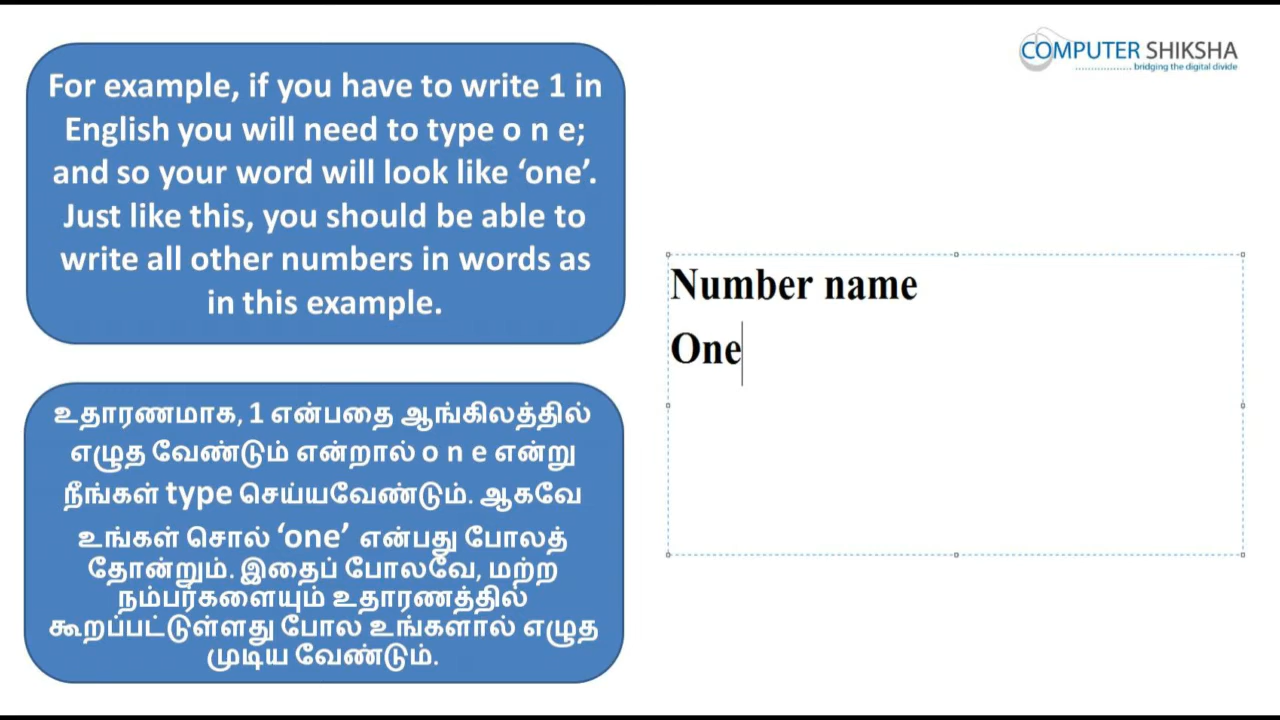 For example, if you have to write 1 in
English you will need to type o n e;
and so your word will look like ‘one’.
Just like this, you should be able to
write all other numbers in words as
in this example.
உதாரணமாக, 1 என்பதை ஆங்கிலத்தில்
எழுத வேண்டும் என்றால் o n e என்று
நீங்கள் type செய்யவேண்டும். ஆகவே
உங்கள் சொல் ‘one’ என்பது போலத்
தோன்றும். இதைப் போலவே, மற்ற
நம்பர்களையும் உதாரணத்தில்
கூறப்பட்டுள்ளது போல உங்களால் எழுத
முடிய வேண்டும்.
COMPUTER SHIKSHA
bridging the digital divide
Number name
One